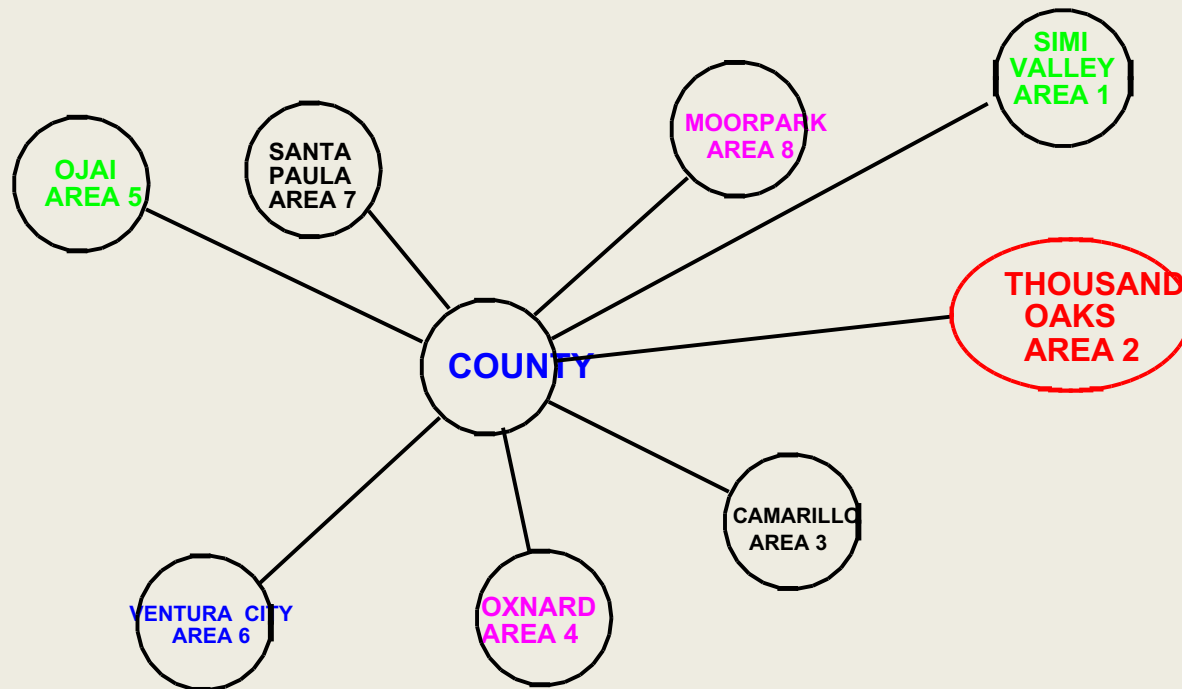 SIMI
VALLEY
AREA 1
MOORPARK
AREA 8
SANTA
PAULA
AREA 7
OJAI
AREA 5
THOUSAND
OAKS
AREA 2
COUNTY
CAMARILLO
AREA 3
VENTURA CITY
AREA 6
OXNARD
AREA 4